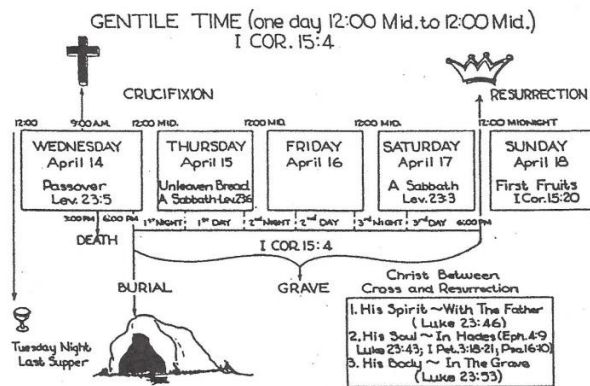 GENTILE TIME (one day 12:00 Mid. to 12:00 Mid.)
I COR. 15:4
CRUCIFIXION
RESURRECTION
12:00
9:00 A.M.
12:00 MID.
12:00 MID.
12:00 MID.
12:00 MIDNIGHT
WEDNESDAY
April 14
Passover
Lev. 23:5
THURSDAY
April 15
Unleaven Bread
A Sabbath-Lev. 23:6
FRIDAY
April 16
SATURDAY
April 17
A Sabbath
Lev. 23:3
SUNDAY
April 18
First Fruits
I Cor. 15:20
3:00 PM
6:00 PM
1st NIGHT
1st DAY
2nd NIGHT
2nd DAY
3rd NIGHT
3rd DAY
6:00 PM
DEATH
I COR. 15:4
BURIAL
GRAVE
Tuesday Night
Last Supper
Christ Between
Cross and Resurrection
1. His Spirit ~ With The Father
(Luke 23:46)
2. His Soul ~ In Hades (Eph. 4:9
Luke 23:43; I Pet. 3:18-21; Psa. 16:10)
3. His Body ~ In The Grave
(Luke 23:53)